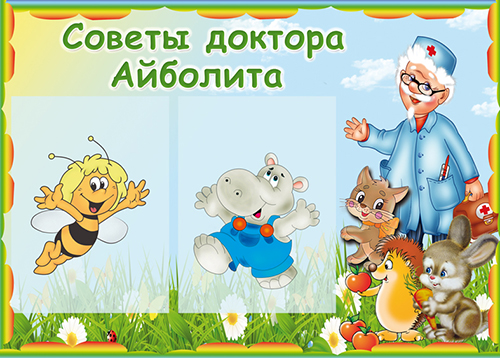 Советы доктора
Айболита